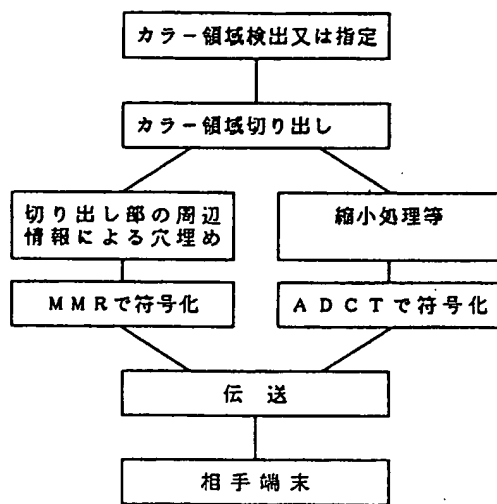 カラー領域検出又は指定
カラー領域切り出し
切り出し部の周辺
情報による穴埋め
縮小処理等
MMRで符号化
ADCTで符号化
伝送
相手端末